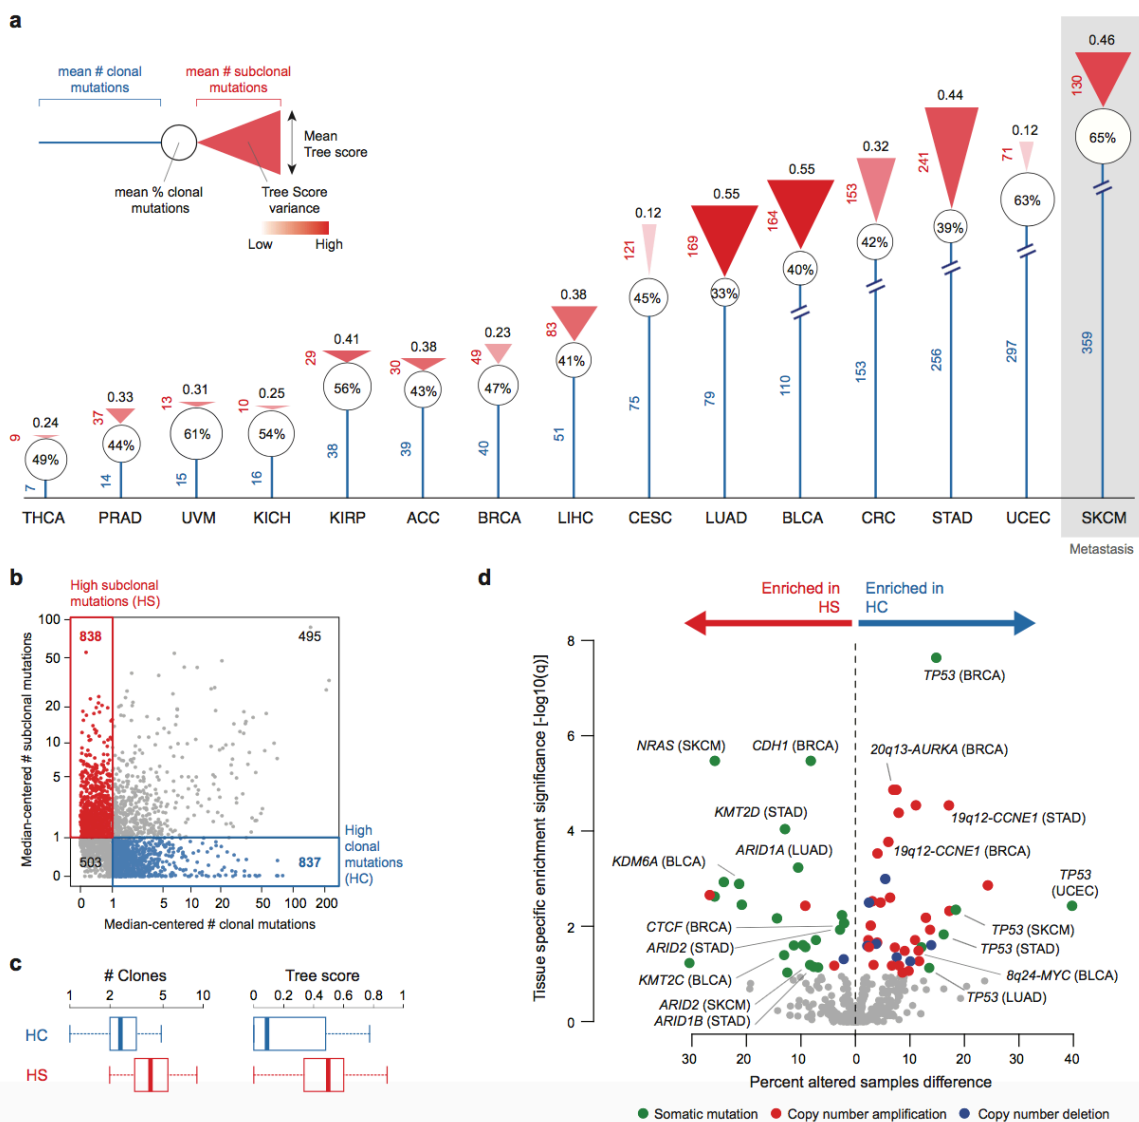 a
mean # clonal
mutations
mean # subclonal
mutations
Mean
Tree score
mean % clonal
mutations
Tree Score
variance
Low
High
9
0.24
49%
7
THCA
37
0.33
44%
14
PRAD
13
0.31
61%
15
UVM
10
0.25
54%
16
KICH
29
0.41
56%
38
KIRP
30
0.38
43%
39
ACC
49
0.23
47%
40
BRCA
83
0.38
41%
51
LIHC
121
0.12
45%
75
CESC
169
0.55
33%
79
LUAD
164
0.55
40%
110
BLCA
153
0.32
42%
153
CRC
241
0.44
39%
256
STAD
71
0.12
63%
297
UCEC
130
0.46
65%
359
SKCM
Metastasis
b
High subclonal
mutations (HS)
Median-centered # subclonal mutations
100
50
20
10
5
1
0
838
495
503
837
High
clonal
mutations
(HC)
0 1 5 10 20 50 100 200
Median-centered # clonal mutations
c
# Clones
1 2 5 10
Tree score
0 0.2 0.4 0.6 0.8 1
HC
HS
d
Enriched in
HS
Enriched in
HC
Tissue specific enrichment significance [-log10(q)]
8
6
4
2
0
TP53 (BRCA)
NRAS (SKCM)
CDH1 (BRCA)
20q13-AURKA (BRCA)
KMT2D (STAD)
19q12-CCNE1 (STAD)
ARID1A (LUAD)
19q12-CCNE1 (BRCA)
KDM6A (BLCA)
TP53
(UCEC)
CTCF (BRCA)
TP53 (SKCM)
ARID2 (STAD)
TP53 (STAD)
KMT2C (BLCA)
8q24-MYC (BLCA)
ARID2 (SKCM)
TP53 (LUAD)
ARID1B (STAD)
30 20 10 0 10 20 30 40
Percent altered samples difference
Somatic mutation
Copy number amplification
Copy number deletion